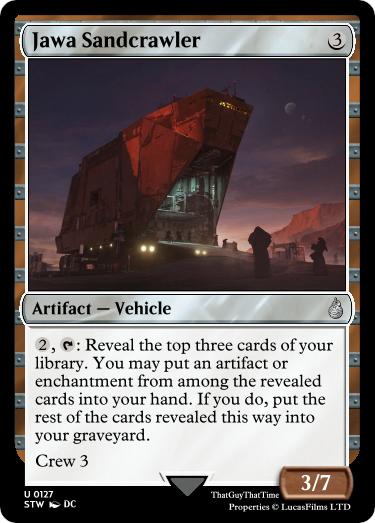 Jawa Sandcrawler 3
Artifact — Vehicle
2, T: Reveal the top three cards of your
library. You may put an artifact or
enchantment from among the revealed
cards into your hand. If you do, put the
rest of the cards revealed this way into
your graveyard.
Crew 3
3/7
U 0127
STW DC
ThatGuyThatTime
Properties © LucasFilms LTD